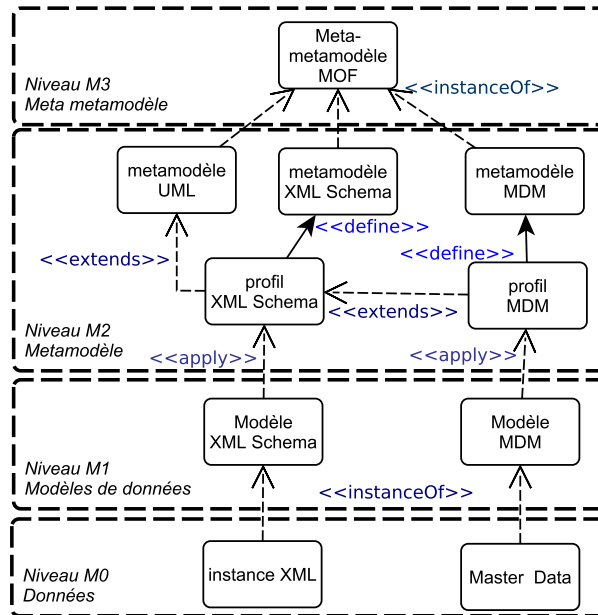 Meta-
metamodèle
MOF
Niveau M3
Meta metamodèle
<<instanceOf>>
metamodèle
UML
metamodèle
XML Schema
metamodèle
MDM
<<define>>
<<define>>
<<extends>>
profil
XML Schema
profil
MDM
<<extends>>
Niveau M2
Metamodèle
<<apply>>
<<apply>>
Modèle
XML Schema
Modèle
MDM
Niveau M1
Modèles de données
<<instanceOf>>
instance XML
Master Data
Niveau M0
Données